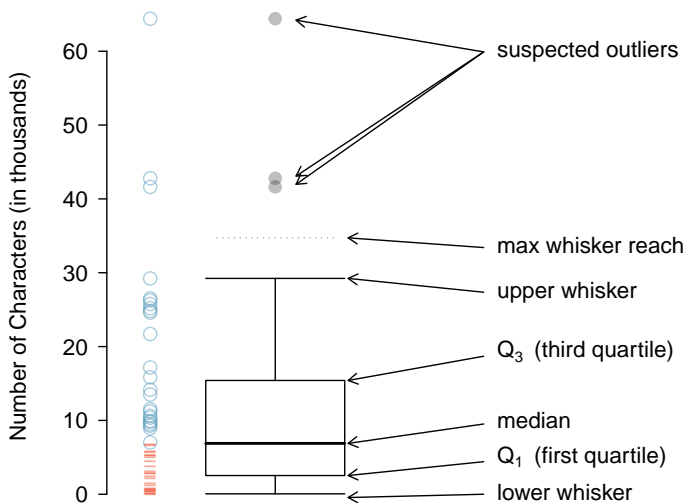 Number of Characters (in thousands)
60
50
40
30
20
10
0
suspected outliers
max whisker reach
upper whisker
Q3 (third quartile)
median
Q1 (first quartile)
lower whisker